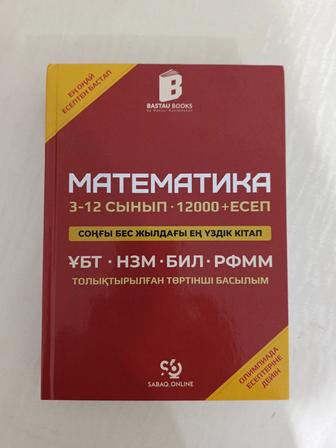 ЕҢ ОҢАЙ
ЕСЕПТЕН БАСТАП
B
BASTAU BOOKS
МАТЕМАТИКА
3-12 СЫНЫП · 12000+ЕСЕП
СОҢҒЫ БЕС ЖЫЛДАҒЫ ЕҢ ҮЗДІК КІТАП
ҰБТ · НЗМ · БИЛ · РФММ
ТОЛЫҚТЫРЫЛҒАН ТӨРТІНШІ БАСЫЛЫМ
SABAQ.ONLINE
ОЛИМПИАДА
ЕСЕПТЕРІНЕ
ДЕЙІН